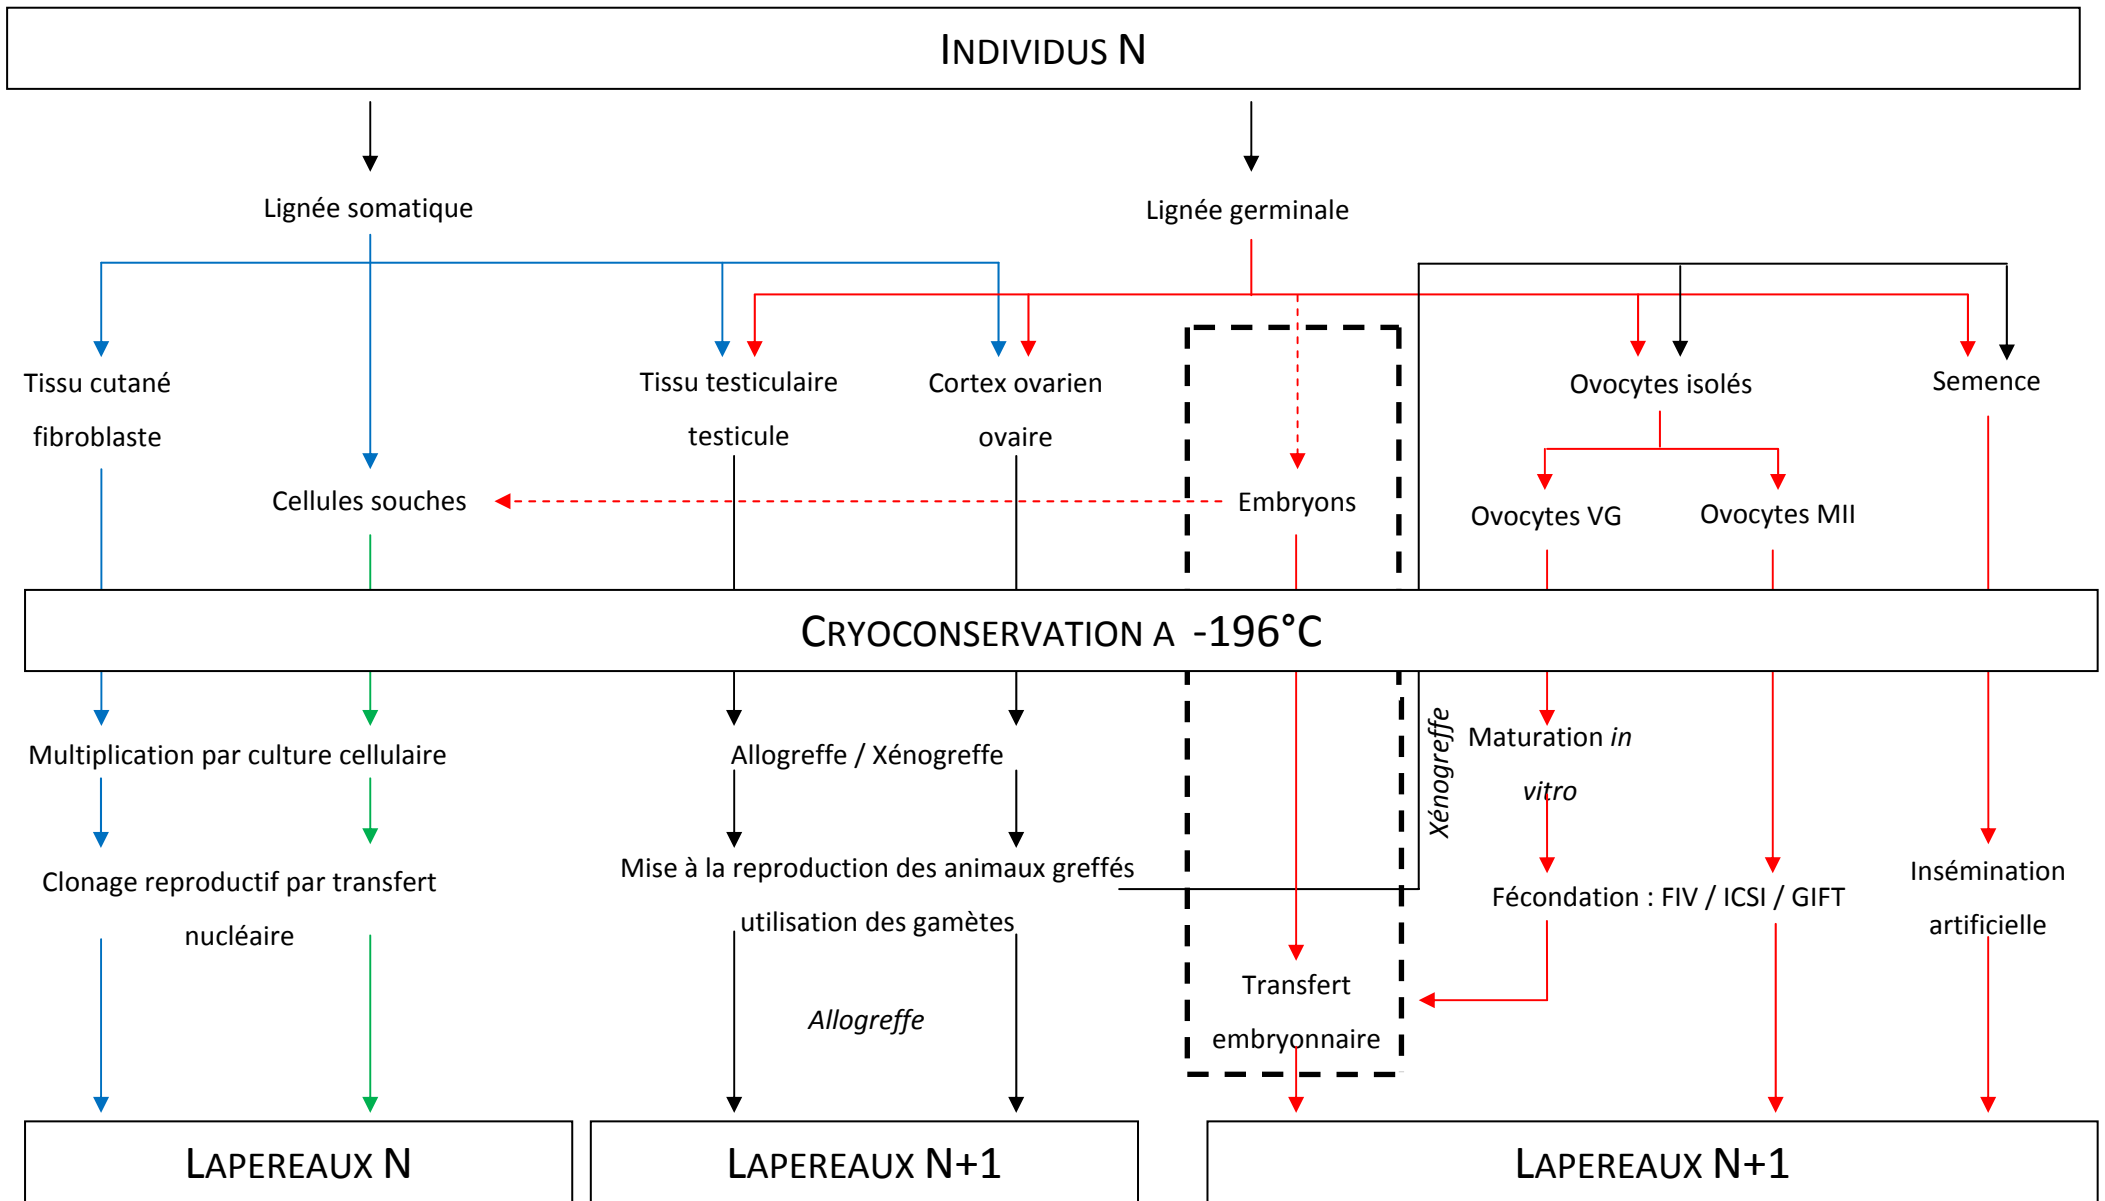 INDIVIDUS N
Lignée somatique
Lignée germinale
Tissu cutané
fibroblaste
Tissu testiculaire
testicule
Cortex ovarien
ovaire
Ovocytes isolés
Semence
Cellules souches
Embryons
Ovocytes VG
Ovocytes MII
CRYOCONSERVATION A -196°C
Multiplication par culture cellulaire
Allogreffe / Xénogreffe
Xénogreffe
Maturation in
vitro
Clonage reproductif par transfert
nucléaire
Mise à la reproduction des animaux greffés
utilisation des gamètes
Fécondation : FIV / ICSI / GIFT
Insémination
artificielle
Allogreffe
Transfert
embryonnaire
LAPEREAUX N
LAPEREAUX N+1
LAPEREAUX N+1